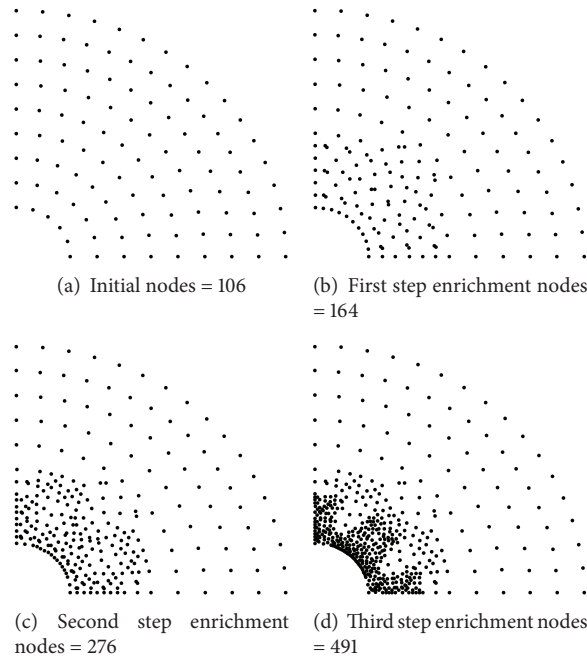 (a) Initial nodes = 106
(b) First step enrichment nodes
= 164
(c) Second step enrichment
nodes = 276
(d) Third step enrichment nodes
= 491